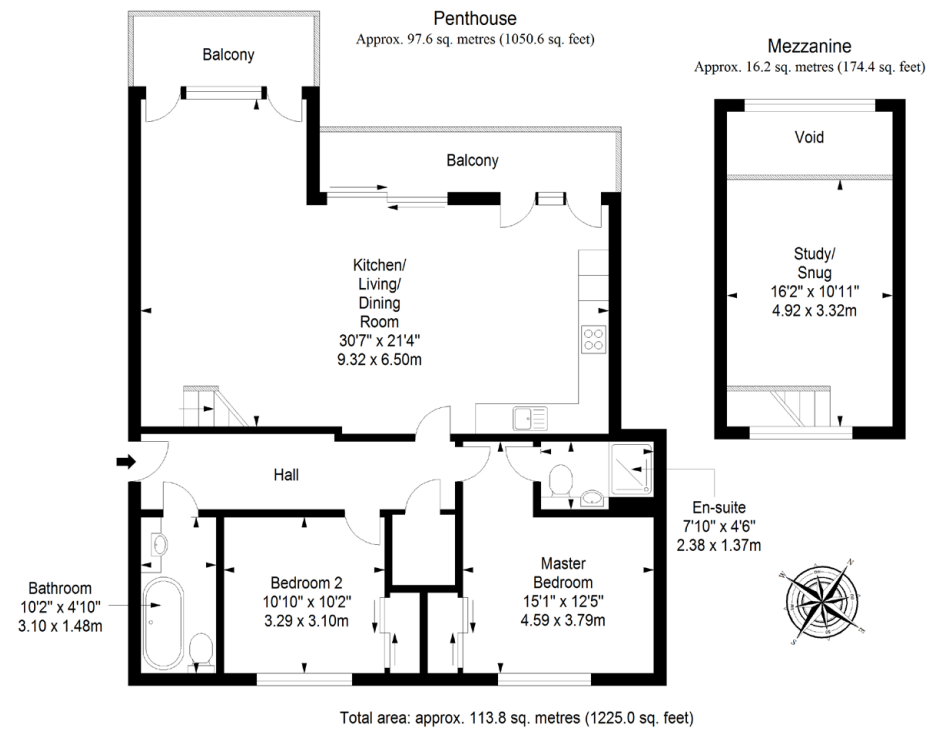 Penthouse
Approx. 97.6 sq. metres (1050.6 sq. feet)
Mezzanine
Approx. 16.2 sq. metres (174.4 sq. feet)
Balcony
Balcony
Void
Kitchen/
Living/
Dining
Room
30'7" x 21'4"
9.32 x 6.50m
Study/
Snug
16'2" x 10'11"
4.92 x 3.32m
Hall
En-suite
7'10" x 4'6"
2.38 x 1.37m
Bathroom
10'2" x 4'10"
3.10 x 1.48m
Bedroom 2
10'10" x 10'2"
3.29 x 3.10m
Master
Bedroom
15'1" x 12'5"
4.59 x 3.79m
N
W
E
S
Total area: approx. 113.8 sq. metres (1225.0 sq. feet)